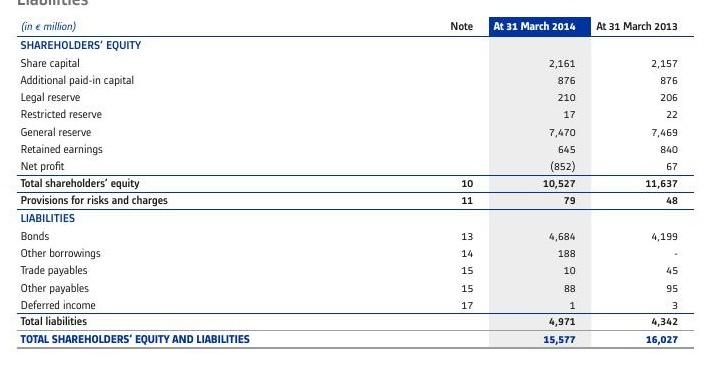 Liabilities
(in € million) Note At 31 March 2014 At 31 March 2013
SHAREHOLDERS' EQUITY
Share capital 2,161 2,157
Additional paid-in capital 876 876
Legal reserve 210 206
Restricted reserve 17 22
General reserve 7,470 7,469
Retained earnings 645 840
Net profit (852) 67
Total shareholders' equity 10 10,527 11,637
Provisions for risks and charges 11 79 48
LIABILITIES
Bonds 13 4,684 4,199
Other borrowings 14 188 -
Trade payables 15 10 45
Other payables 15 88 95
Deferred income 17 1 3
Total liabilities 4,971 4,342
TOTAL SHAREHOLDERS' EQUITY AND LIABILITIES 15,577 16,027